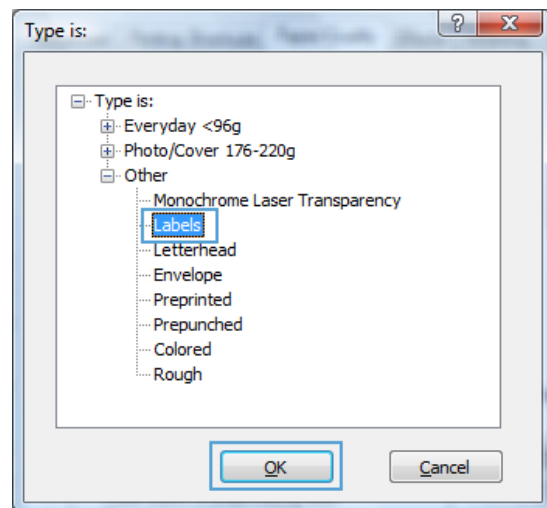 Type is:
Type is:
Everyday <96g
Photo/Cover 176-220g
Other
Monochrome Laser Transparency
Labels
Letterhead
Envelope
Preprinted
Prepunched
Colored
Rough
OK
Cancel